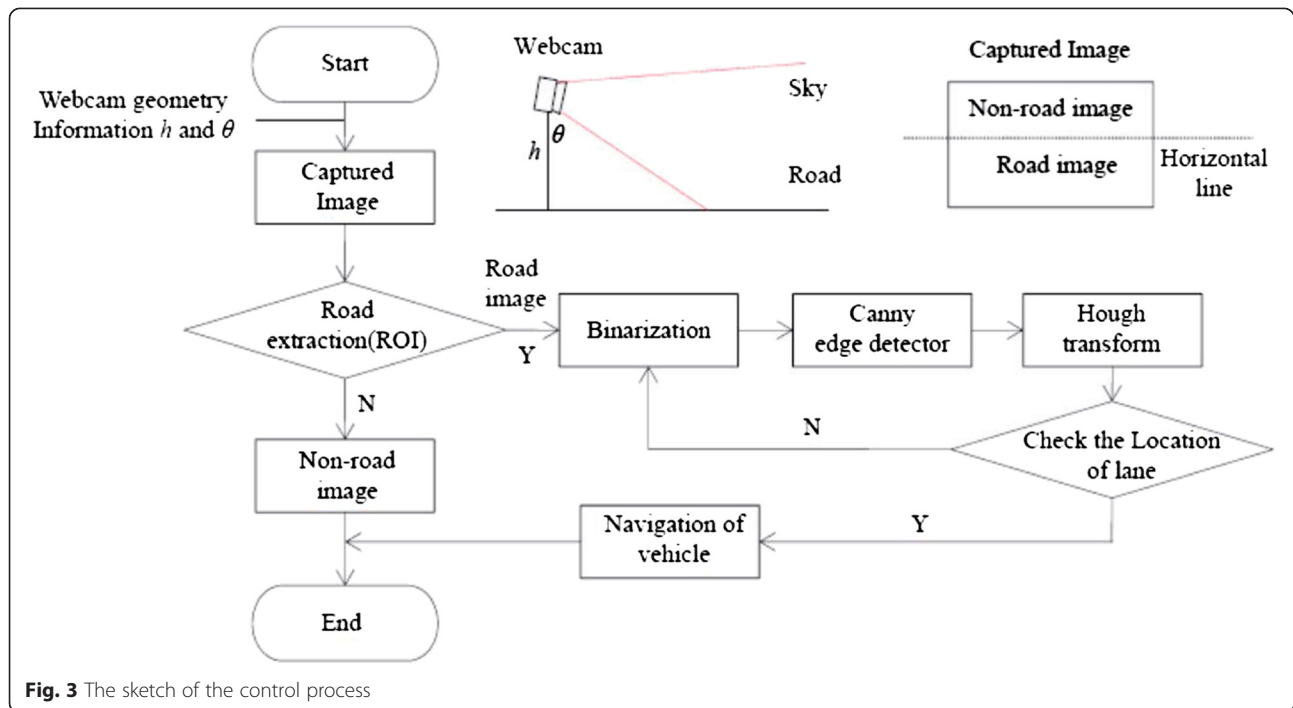 Start
Webcam geometry
Information h and θ
Captured
Image
Webcam
Sky
θ
h
Road
Captured Image
Non-road image
Road image
Horizontal
line
Road
extraction(ROI)
Road
image
Y
Binarization
Canny
edge detector
Hough
transform
N
Non-road
image
N
Check the Location
of lane
Y
Navigation of
vehicle
End
Fig. 3 The sketch of the control process